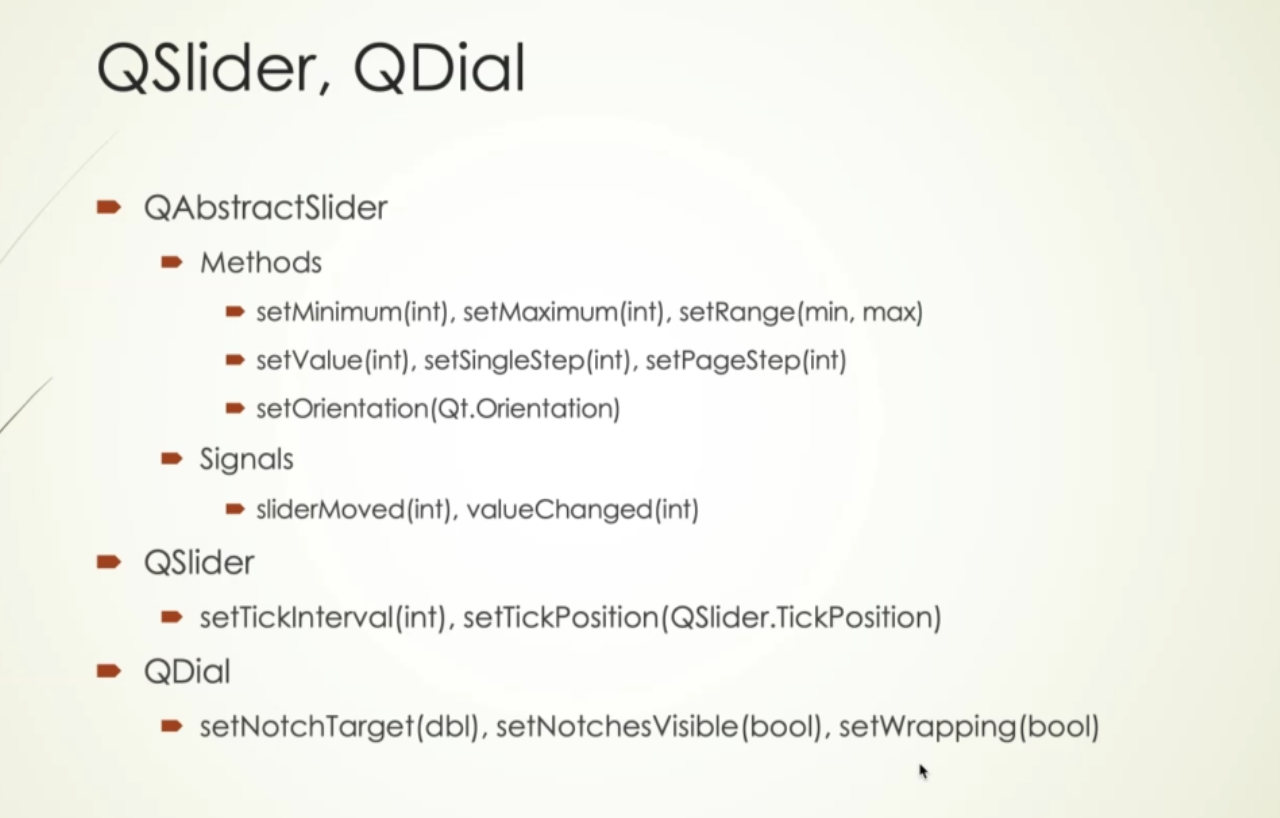 QSlider, QDial
QAbstractSlider
Methods
setMinimum(int), setMaximum(int), setRange(min, max)
setValue(int), setSingleStep(int), setPageStep(int)
setOrientation(Qt.Orientation)
Signals
sliderMoved(int), valueChanged(int)
QSlider
setTickInterval(int), setTickPosition(QSlider.TickPosition)
QDial
setNotchTarget(dbl), setNotchesVisible(bool), setWrapping(bool)